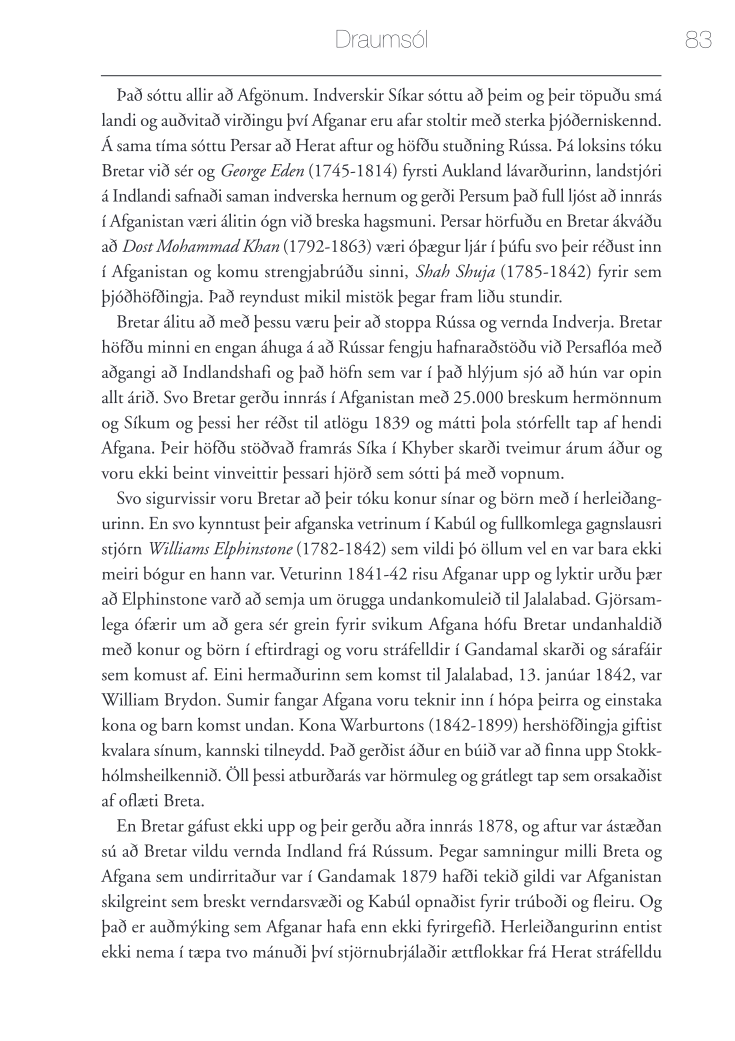 Draumsól 83
Það sóttu allir að Afgönum. Indverskir Síkar sóttu að þeim og þeir töpuðu smá
landi og auðvitað virðingu því Afganar eru afar stoltir með sterka þjóðerniskennd.
Á sama tíma sóttu Persar að Herat aftur og höfðu stuðning Rússa. Þá loksins tóku
Bretar við sér og George Eden (1745-1814) fyrsti Aukland lávarðurinn, landstjóri
á Indlandi safnaði saman indverska hernum og gerði Persum það full ljóst að innrás
í Afganistan væri álitin ógn við breska hagsmuni. Persar hörfuðu en Bretar ákváðu
að Dost Mohammad Khan (1792-1863) væri óþægur ljár í þúfu svo þeir réðust inn
í Afganistan og komu strengjabrúðu sinni, Shah Shuja (1785-1842) fyrir sem
þjóðhöfðingja. Það reyndust mikil mistök þegar fram liðu stundir.
Bretar álitu að með þessu væru þeir að stoppa Rússa og vernda Indverja. Bretar
höfðu minni en engan áhuga á að Rússar fengju hafnaraðstöðu við Persaflóa með
aðgangi að Indlandshafi og það höfn sem var í það hlýjum sjó að hún var opin
allt árið. Svo Bretar gerðu innrás í Afganistan með 25.000 breskum hermönnum
og Síkum og þessi her réðst til atlögu 1839 og mátti þola stórfellt tap af hendi
Afgana. Þeir höfðu stöðvað framrás Síka í Khyber skarði tveimur árum áður og
voru ekki beint vinveittir þessari hjörð sem sótti þá með vopnum.
Svo sigurvissir voru Bretar að þeir tóku konur sínar og börn með í herleiðang-
urinn. En svo kynntust þeir afganska vetrinum í Kabúl og fullkomlega gagnslausri
stjórn Williams Elphinstone (1782-1842) sem vildi þó öllum vel en var bara ekki
meiri bógur en hann var. Veturinn 1841-42 risu Afganar upp og lyktir urðu þær
að Elphinstone varð að semja um örugga undankomuleið til Jalalabad. Gjörsam-
lega ófærir um að gera sér grein fyrir svikum Afgana hófu Bretar undanhaldið
með konur og börn í eftirdragi og voru stráfelldir í Gandamal skarði og sárafáir
sem komust af. Eini hermaðurinn sem komst til Jalalabad, 13. janúar 1842, var
William Brydon. Sumir fangar Afgana voru teknir inn í hópa þeirra og einstaka
kona og barn komst undan. Kona Warburtons (1842-1899) hershöfðingja giftist
kvalara sínum, kannski tilneydd. Það gerðist áður en búið var að finna upp Stokk-
hólmsheilkennið. Öll þessi atburðarás var hörmuleg og grátlegt tap sem orsakaðist
af oflæti Breta.
En Bretar gáfust ekki upp og þeir gerðu aðra innrás 1878, og aftur var ástæðan
sú að Bretar vildu vernda Indland frá Rússum. Þegar samningur milli Breta og
Afgana sem undirritaður var í Gandamak 1879 hafði tekið gildi var Afganistan
skilgreint sem breskt verndarsvæði og Kabúl opnaðist fyrir trúboði og fleiru. Og
það er auðmýking sem Afganar hafa enn ekki fyrirgefið. Herleiðangurinn entist
ekki nema í tæpa tvo mánuði því stjörnubrjálaðir ættflokkar frá Herat stráfelldu